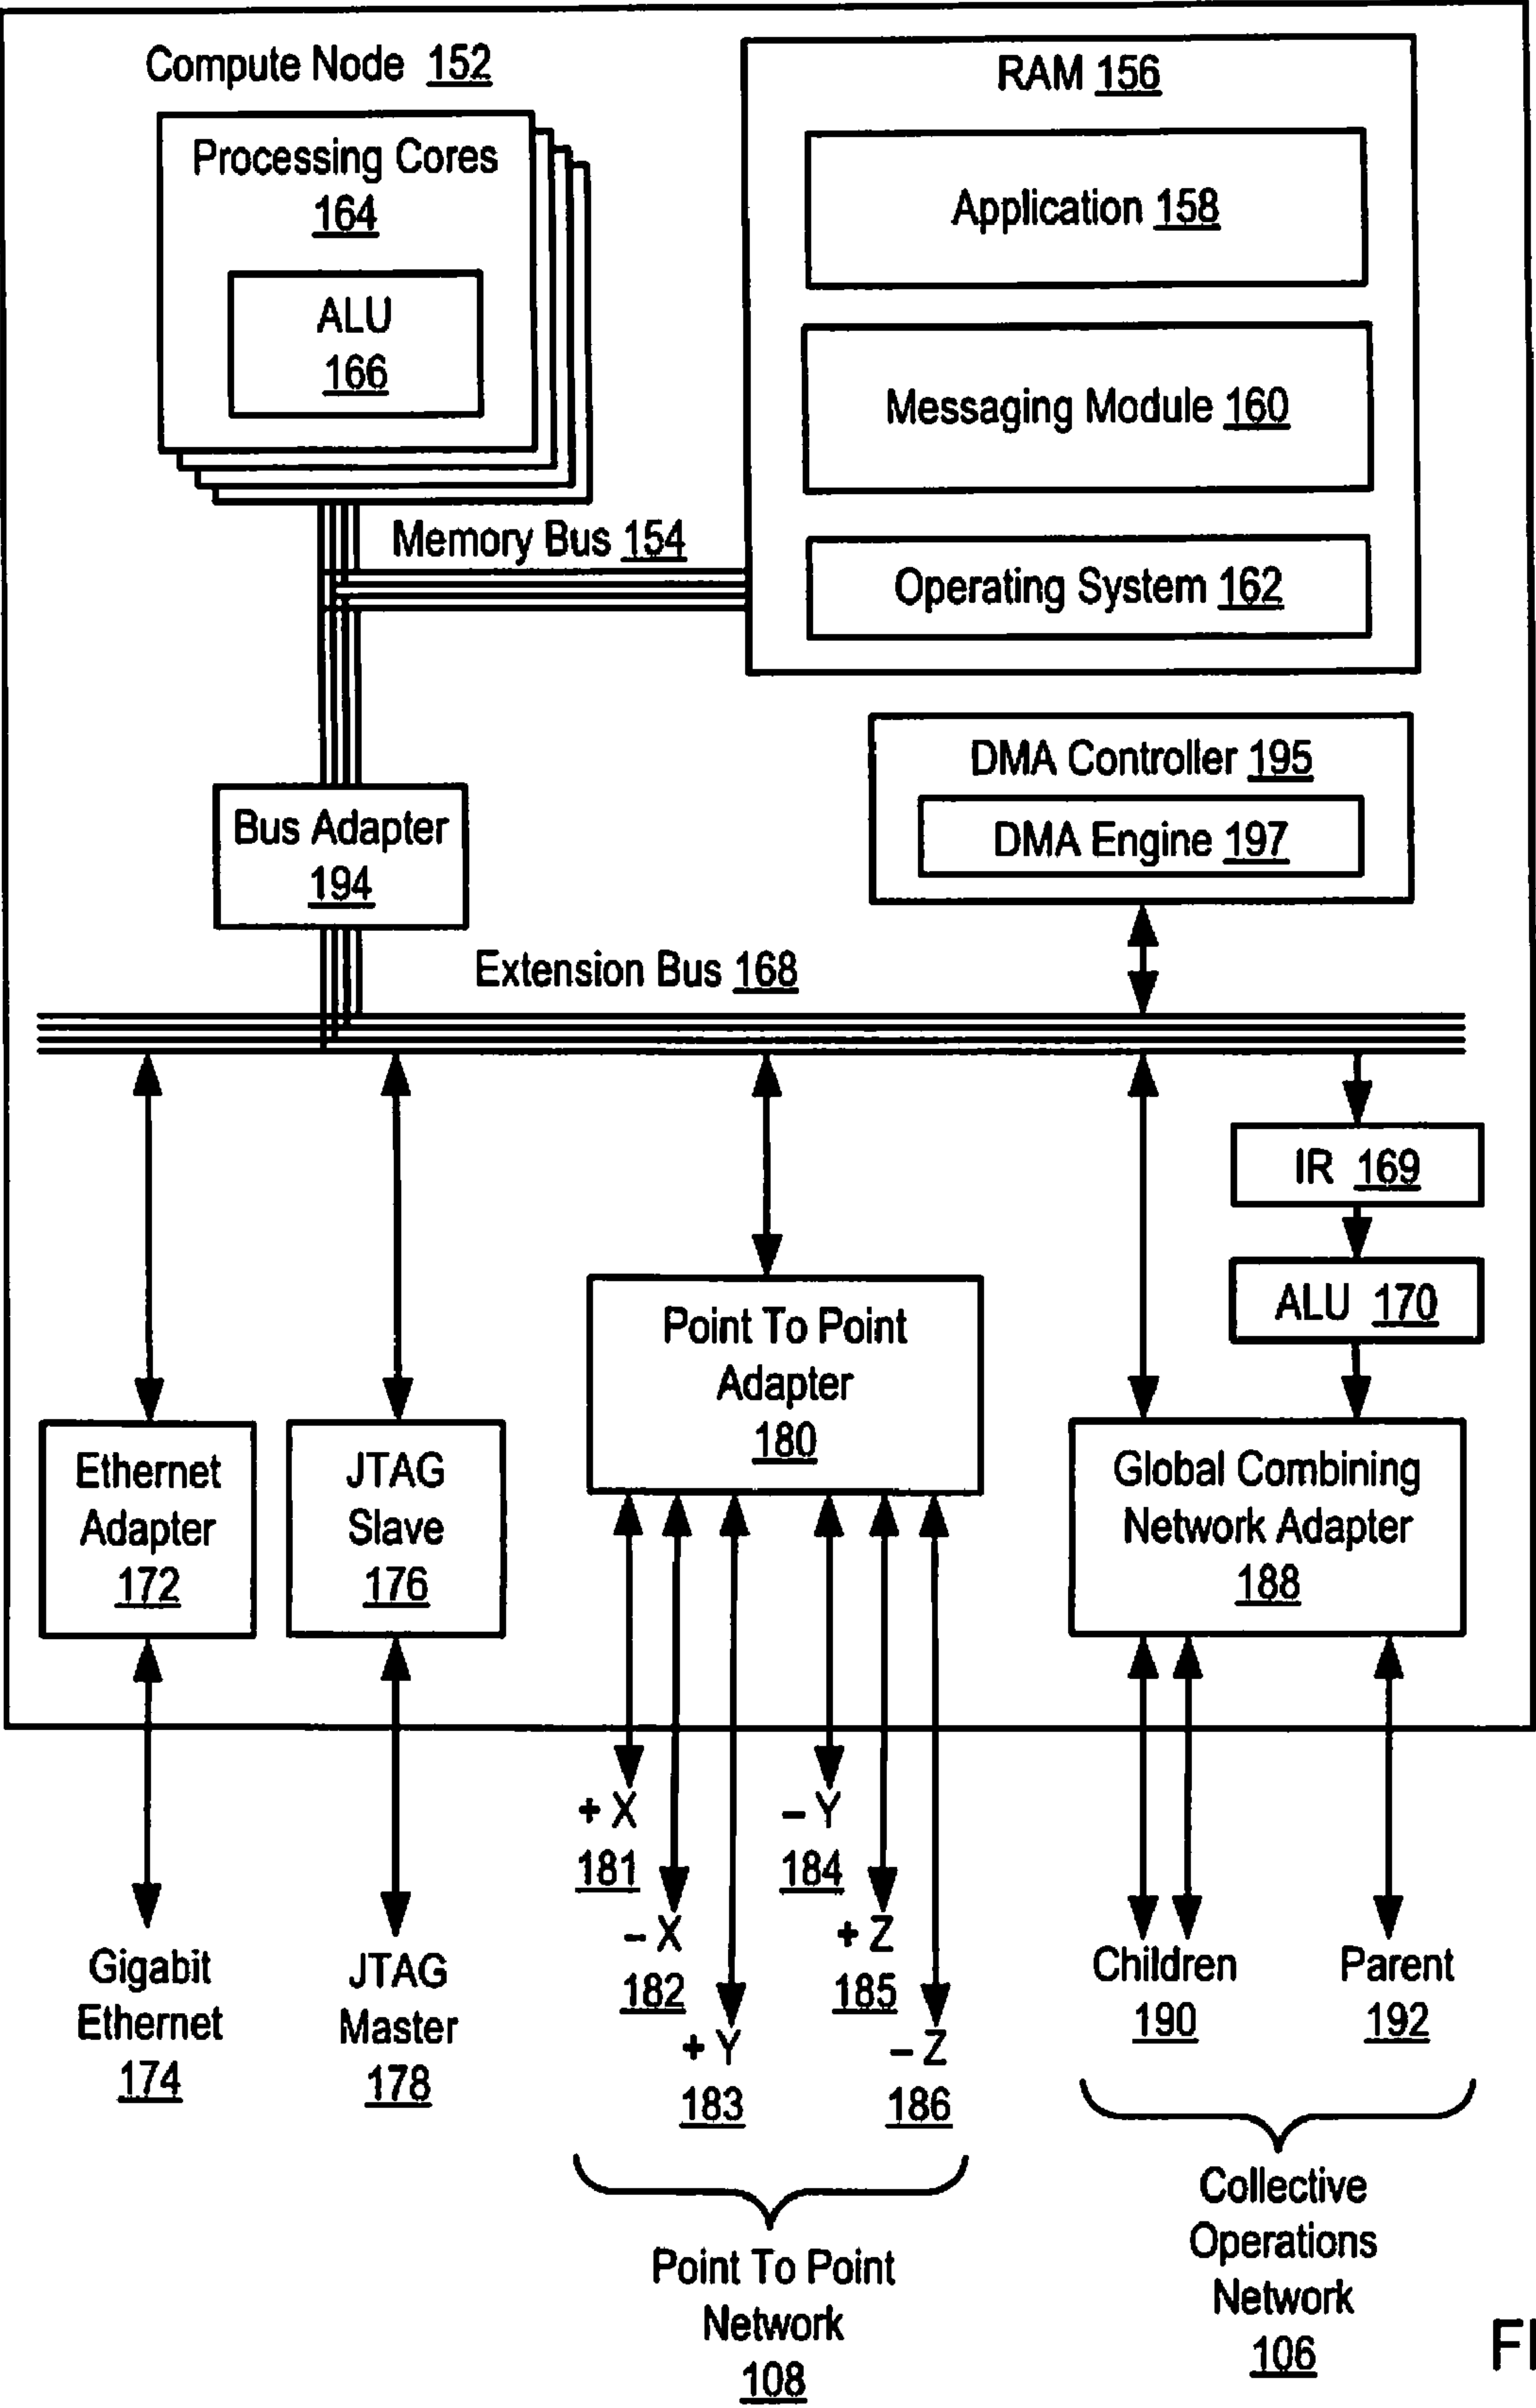 Compute Node 152
Processing Cores
164
ALU
166
RAM 156
Application 158
Messaging Module 160
Operating System 162
Memory Bus 154
DMA Controller 195
DMA Engine 197
Bus Adapter
194
Extension Bus 168
IR 169
ALU 170
Point To Point
Adapter
180
Ethernet
Adapter
172
JTAG
Slave
176
Global Combining
Network Adapter
188
+ X
181
– X
182
+ Y
183
– Y
184
+ Z
185
– Z
186
Gigabit
Ethernet
174
JTAG
Master
178
Children
190
Parent
192
Point To Point
Network
108
Collective
Operations
Network
106